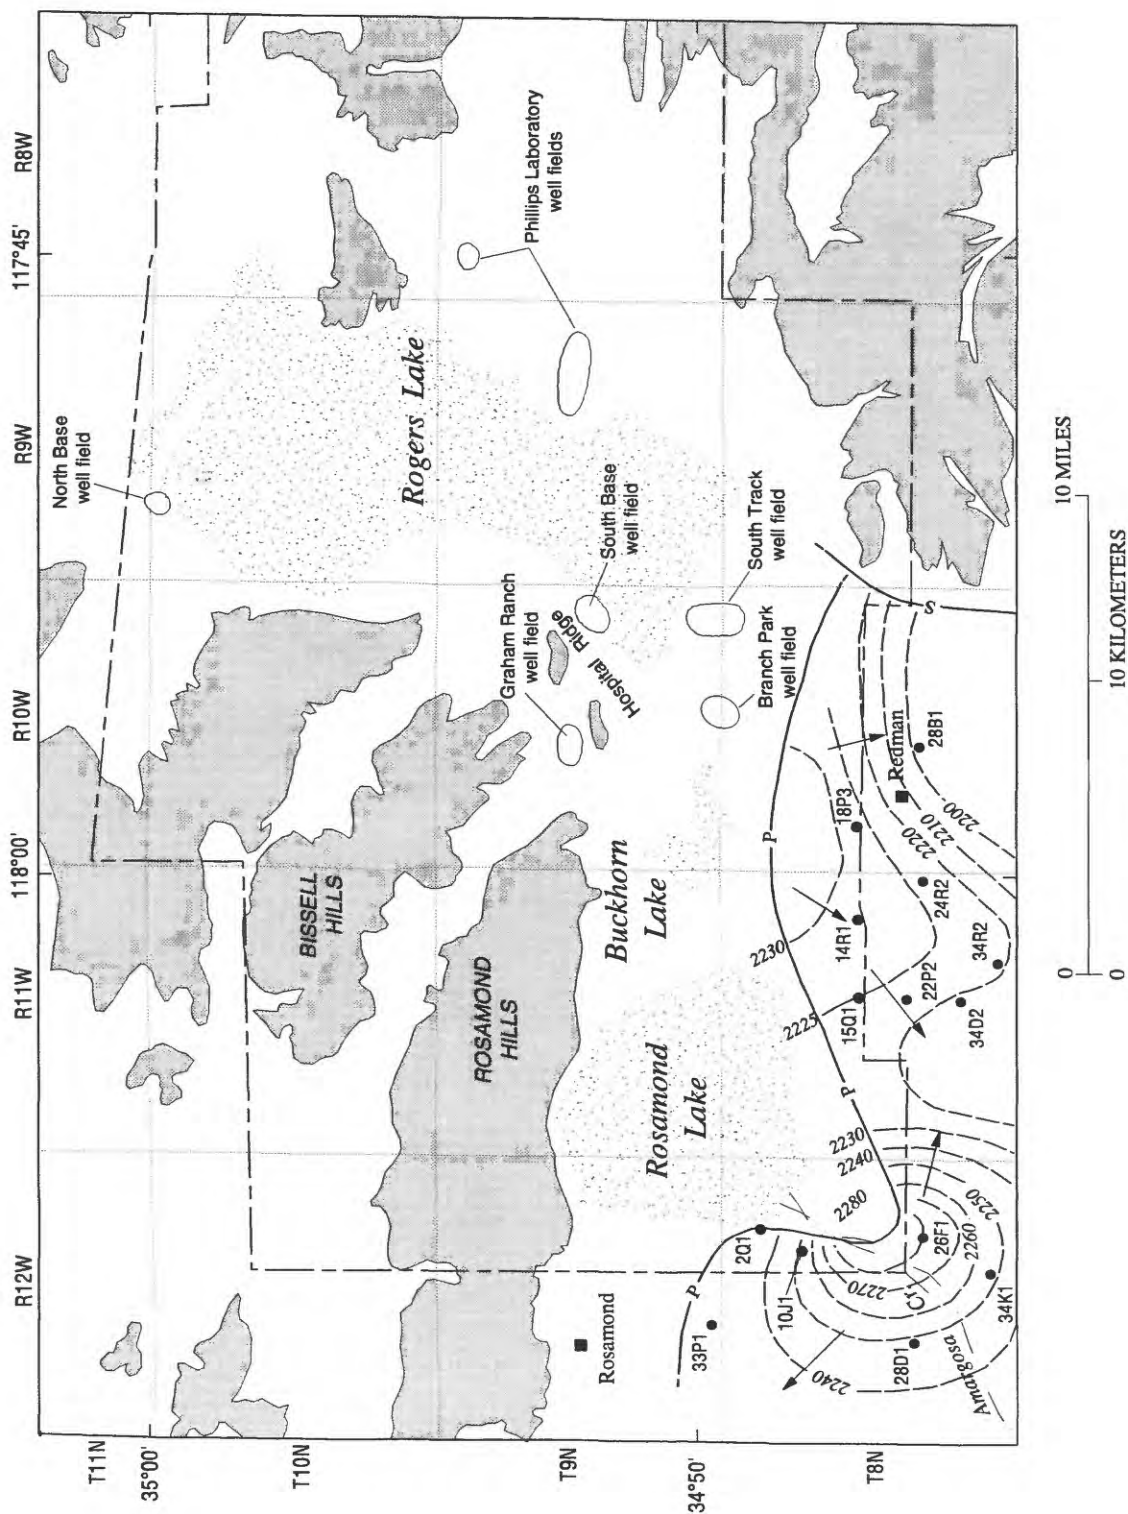 R12W
R11W
118°00'
R10W
R9W
117°45'
R8W
T11N
35°00'
T10N
T9N
34°50'
T8N
North Base
well field
BISSELL
HILLS
ROSAMOND
HILLS
Rogers Lake
Phillips Laboratory
well fields
Graham Ranch
well field
Hospital Ridge
South Base
well field
South Track
well field
Branch Park
well field
Buckhorn
Lake
Rosamond
Lake
Rosamond
P
P
P
S
33P1
2Q1
10J1
28D1
34K1
26F1
15Q1
22P2
34D2
14R1
34R2
24R2
18P3
Redman
28B1
2240
2270
2260
2250
2280
2240
2230
2225
2230
2220
2210
2200
Amargosa
Cr
0
10 MILES
0
10 KILOMETERS